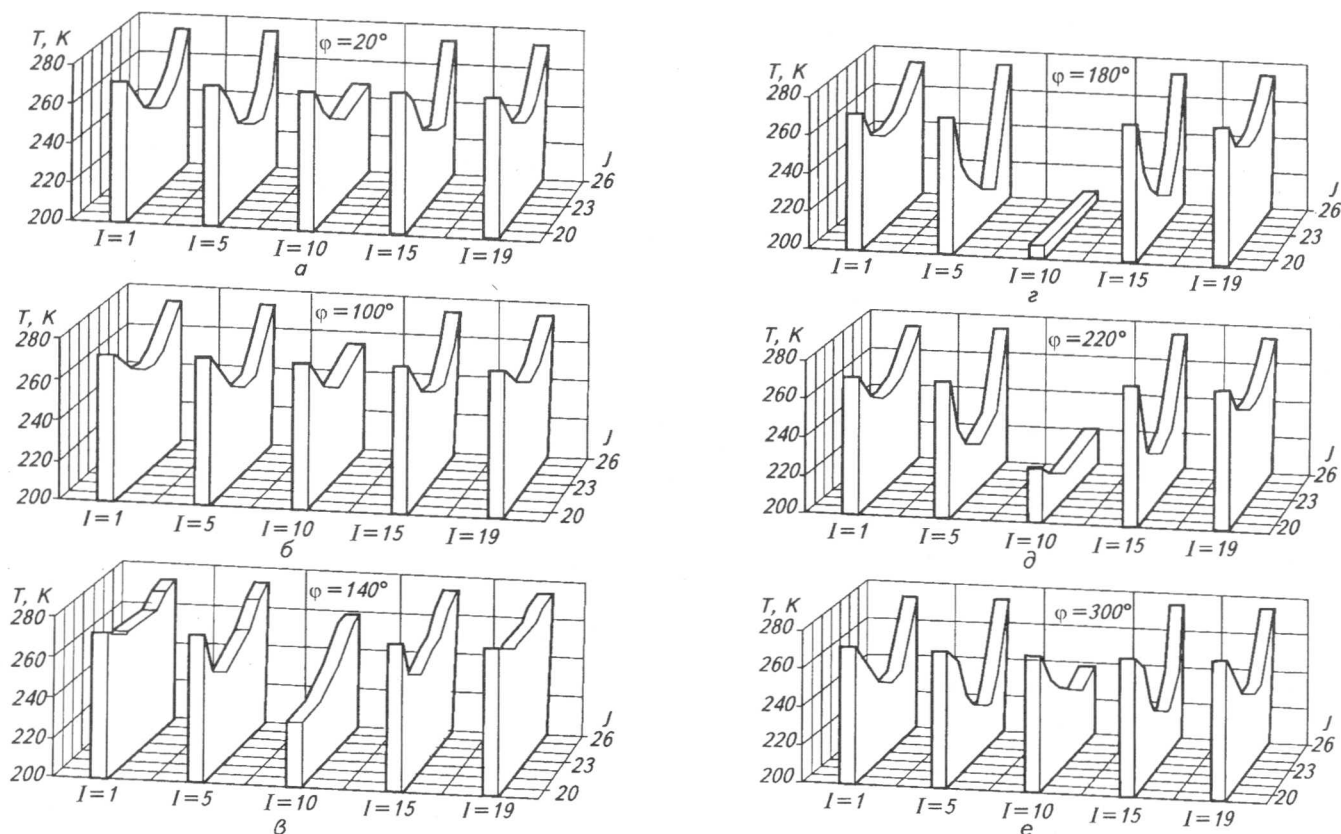 T, K
φ = 20°
280
260
240
220
200
J
26
23
20
I = 1
I = 5
I = 10
I = 15
I = 19
а
T, K
φ = 100°
280
260
240
220
200
J
26
23
20
I = 1
I = 5
I = 10
I = 15
I = 19
б
T, K
φ = 140°
280
260
240
220
200
J
26
23
20
I = 1
I = 5
I = 10
I = 15
I = 19
в
T, K
φ = 180°
280
260
240
220
200
J
26
23
20
I = 1
I = 5
I = 10
I = 15
I = 19
г
T, K
φ = 220°
280
260
240
220
200
J
26
23
20
I = 1
I = 5
I = 10
I = 15
I = 19
д
T, K
φ = 300°
280
260
240
220
200
J
26
23
20
I = 1
I = 5
I = 10
I = 15
I = 19
е